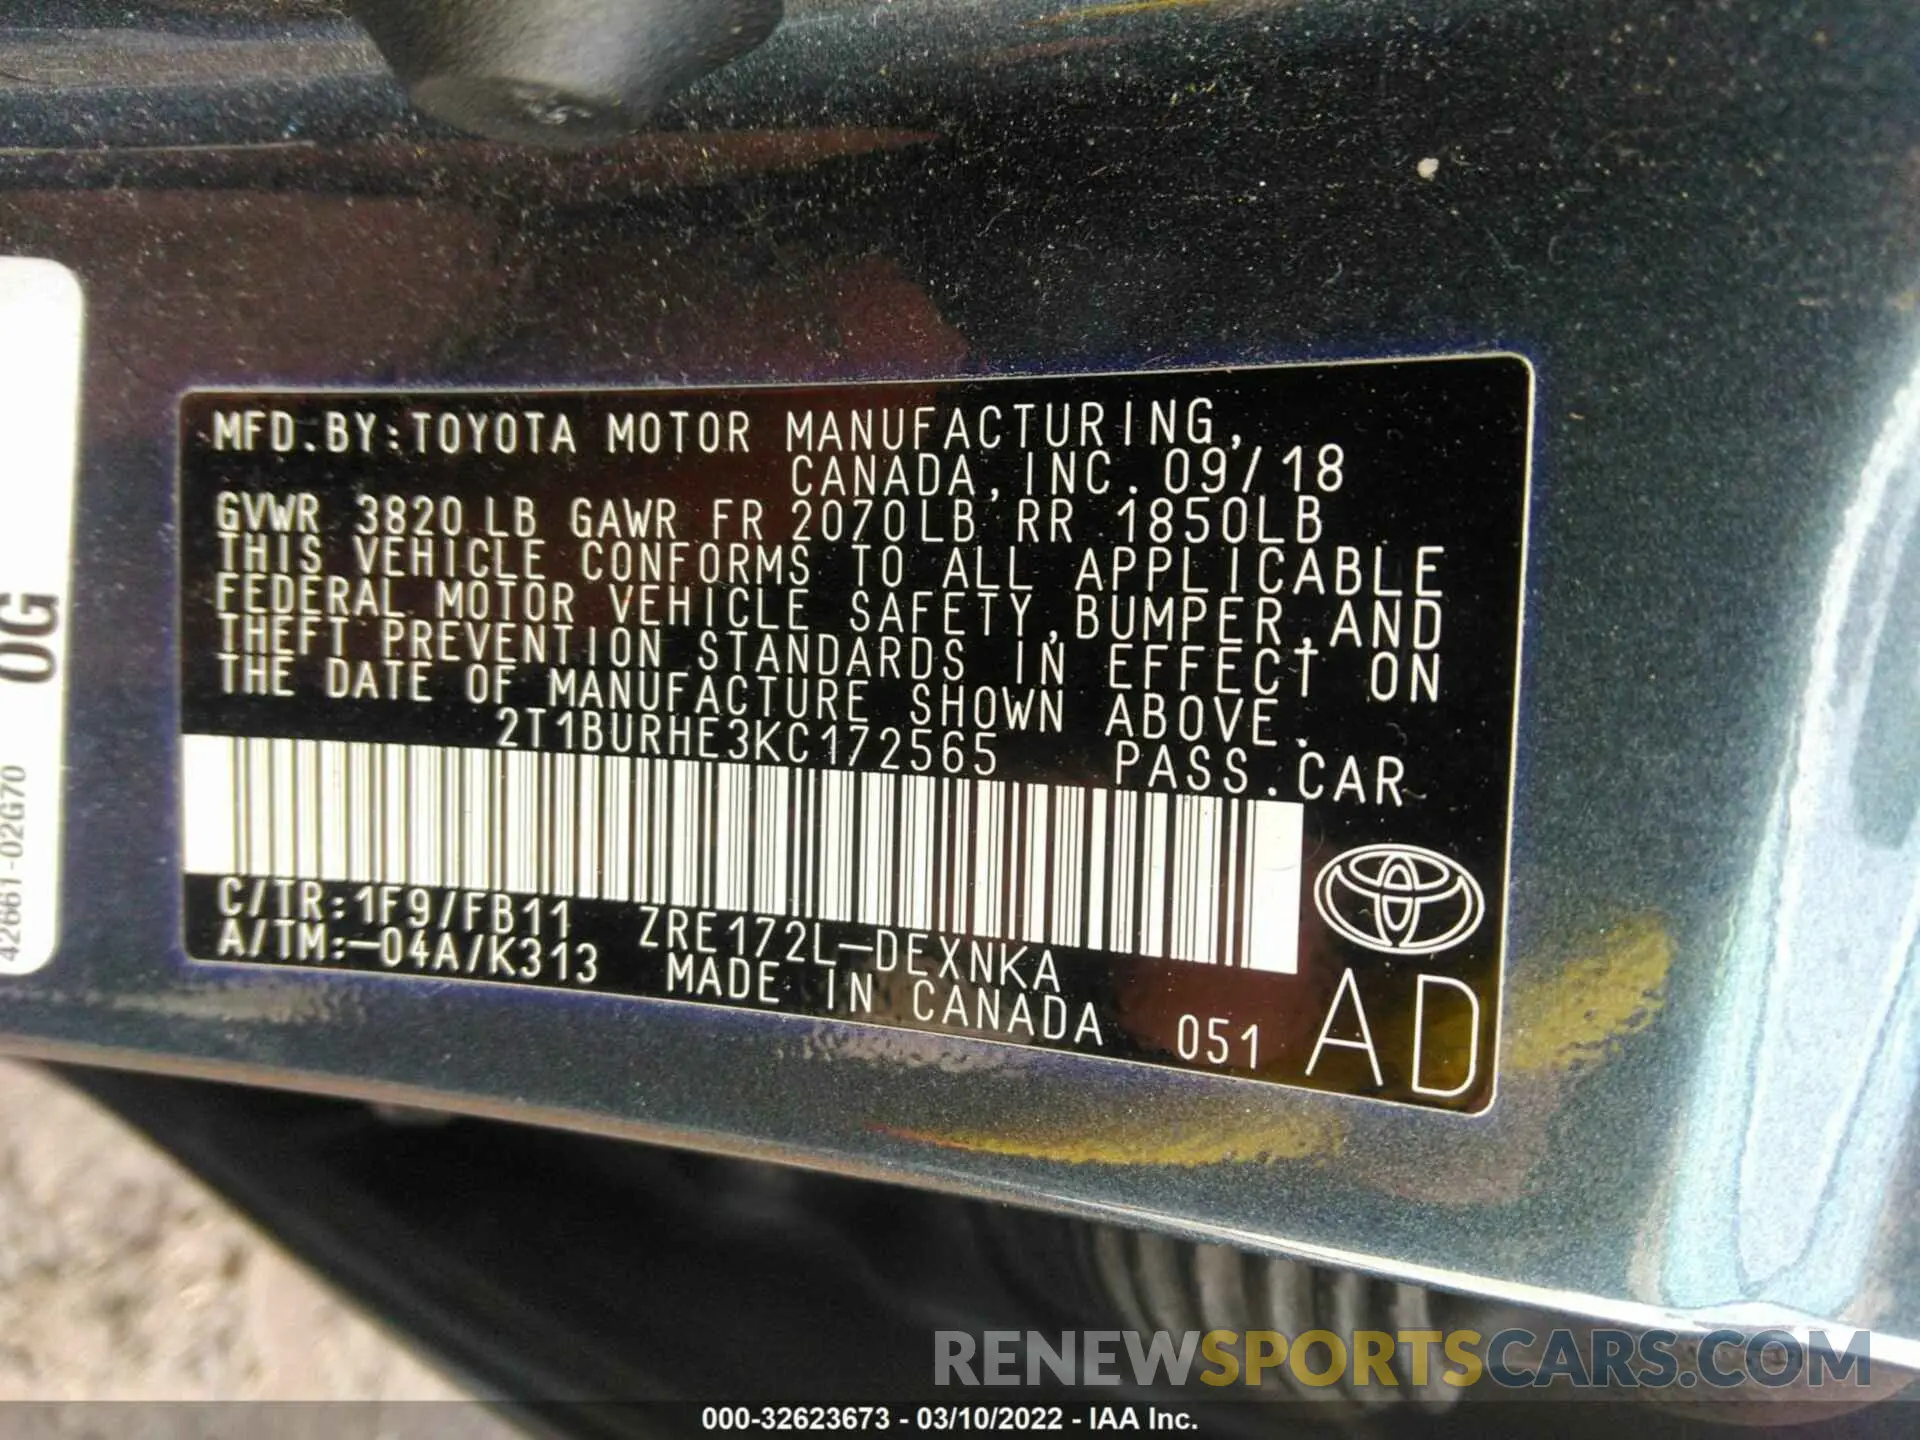 MFD.BY:TOYOTA MOTOR MANUFACTURING,
CANADA,INC. 09/18
GVWR 3820 LB GAWR FR 2070LB RR 1850LB
THIS VEHICLE CONFORMS TO ALL APPLICABLE
FEDERAL MOTOR VEHICLE SAFETY,BUMPER,AND
THEFT PREVENTION STANDARDS IN EFFECT ON
THE DATE OF MANUFACTURE SHOWN ABOVE.
2T1BURHE3KC172565 PASS.CAR
C/TR:1F9/FB11 ZRE172L-DEXNKA
A/TM:-04A/K313 MADE IN CANADA 051 AD
0G
42661-02G70
RENEWSPORTSCARS.COM
000-32623673 - 03/10/2022 - IAA Inc.